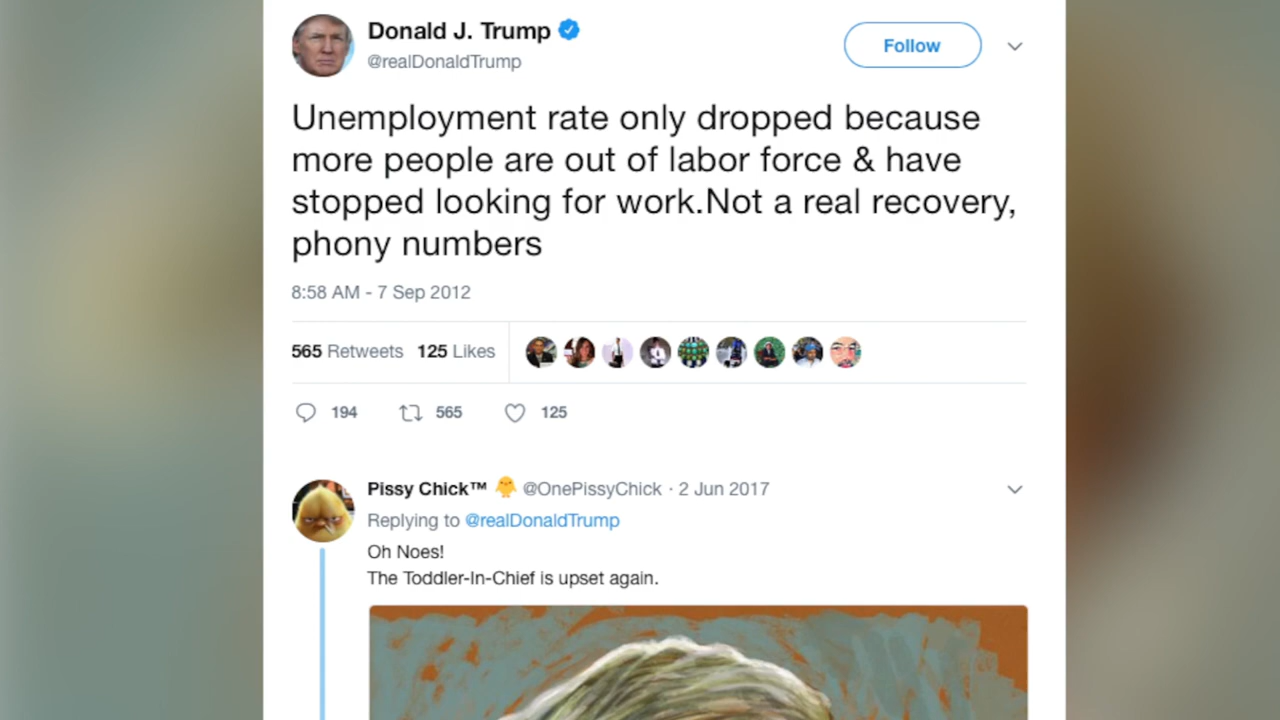 Donald J. Trump
@realDonaldTrump
Follow
Unemployment rate only dropped because
more people are out of labor force & have
stopped looking for work.Not a real recovery,
phony numbers
8:58 AM - 7 Sep 2012
565 Retweets 125 Likes
194 565 125
Pissy Chick™ 🐥 @OnePissyChick · 2 Jun 2017
Replying to @realDonaldTrump
Oh Noes!
The Toddler-In-Chief is upset again.